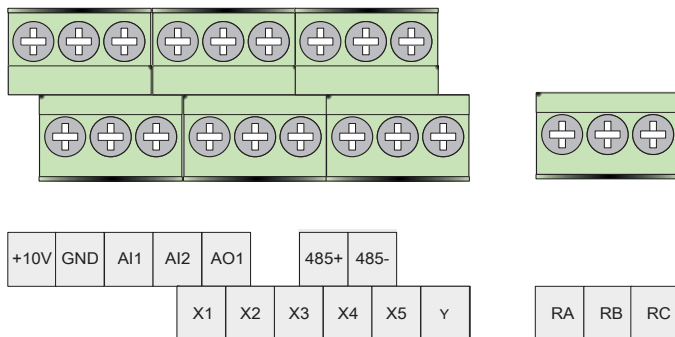 +10V GND AI1 AI2 AO1 485+ 485-
X1 X2 X3 X4 X5 Y RA RB RC